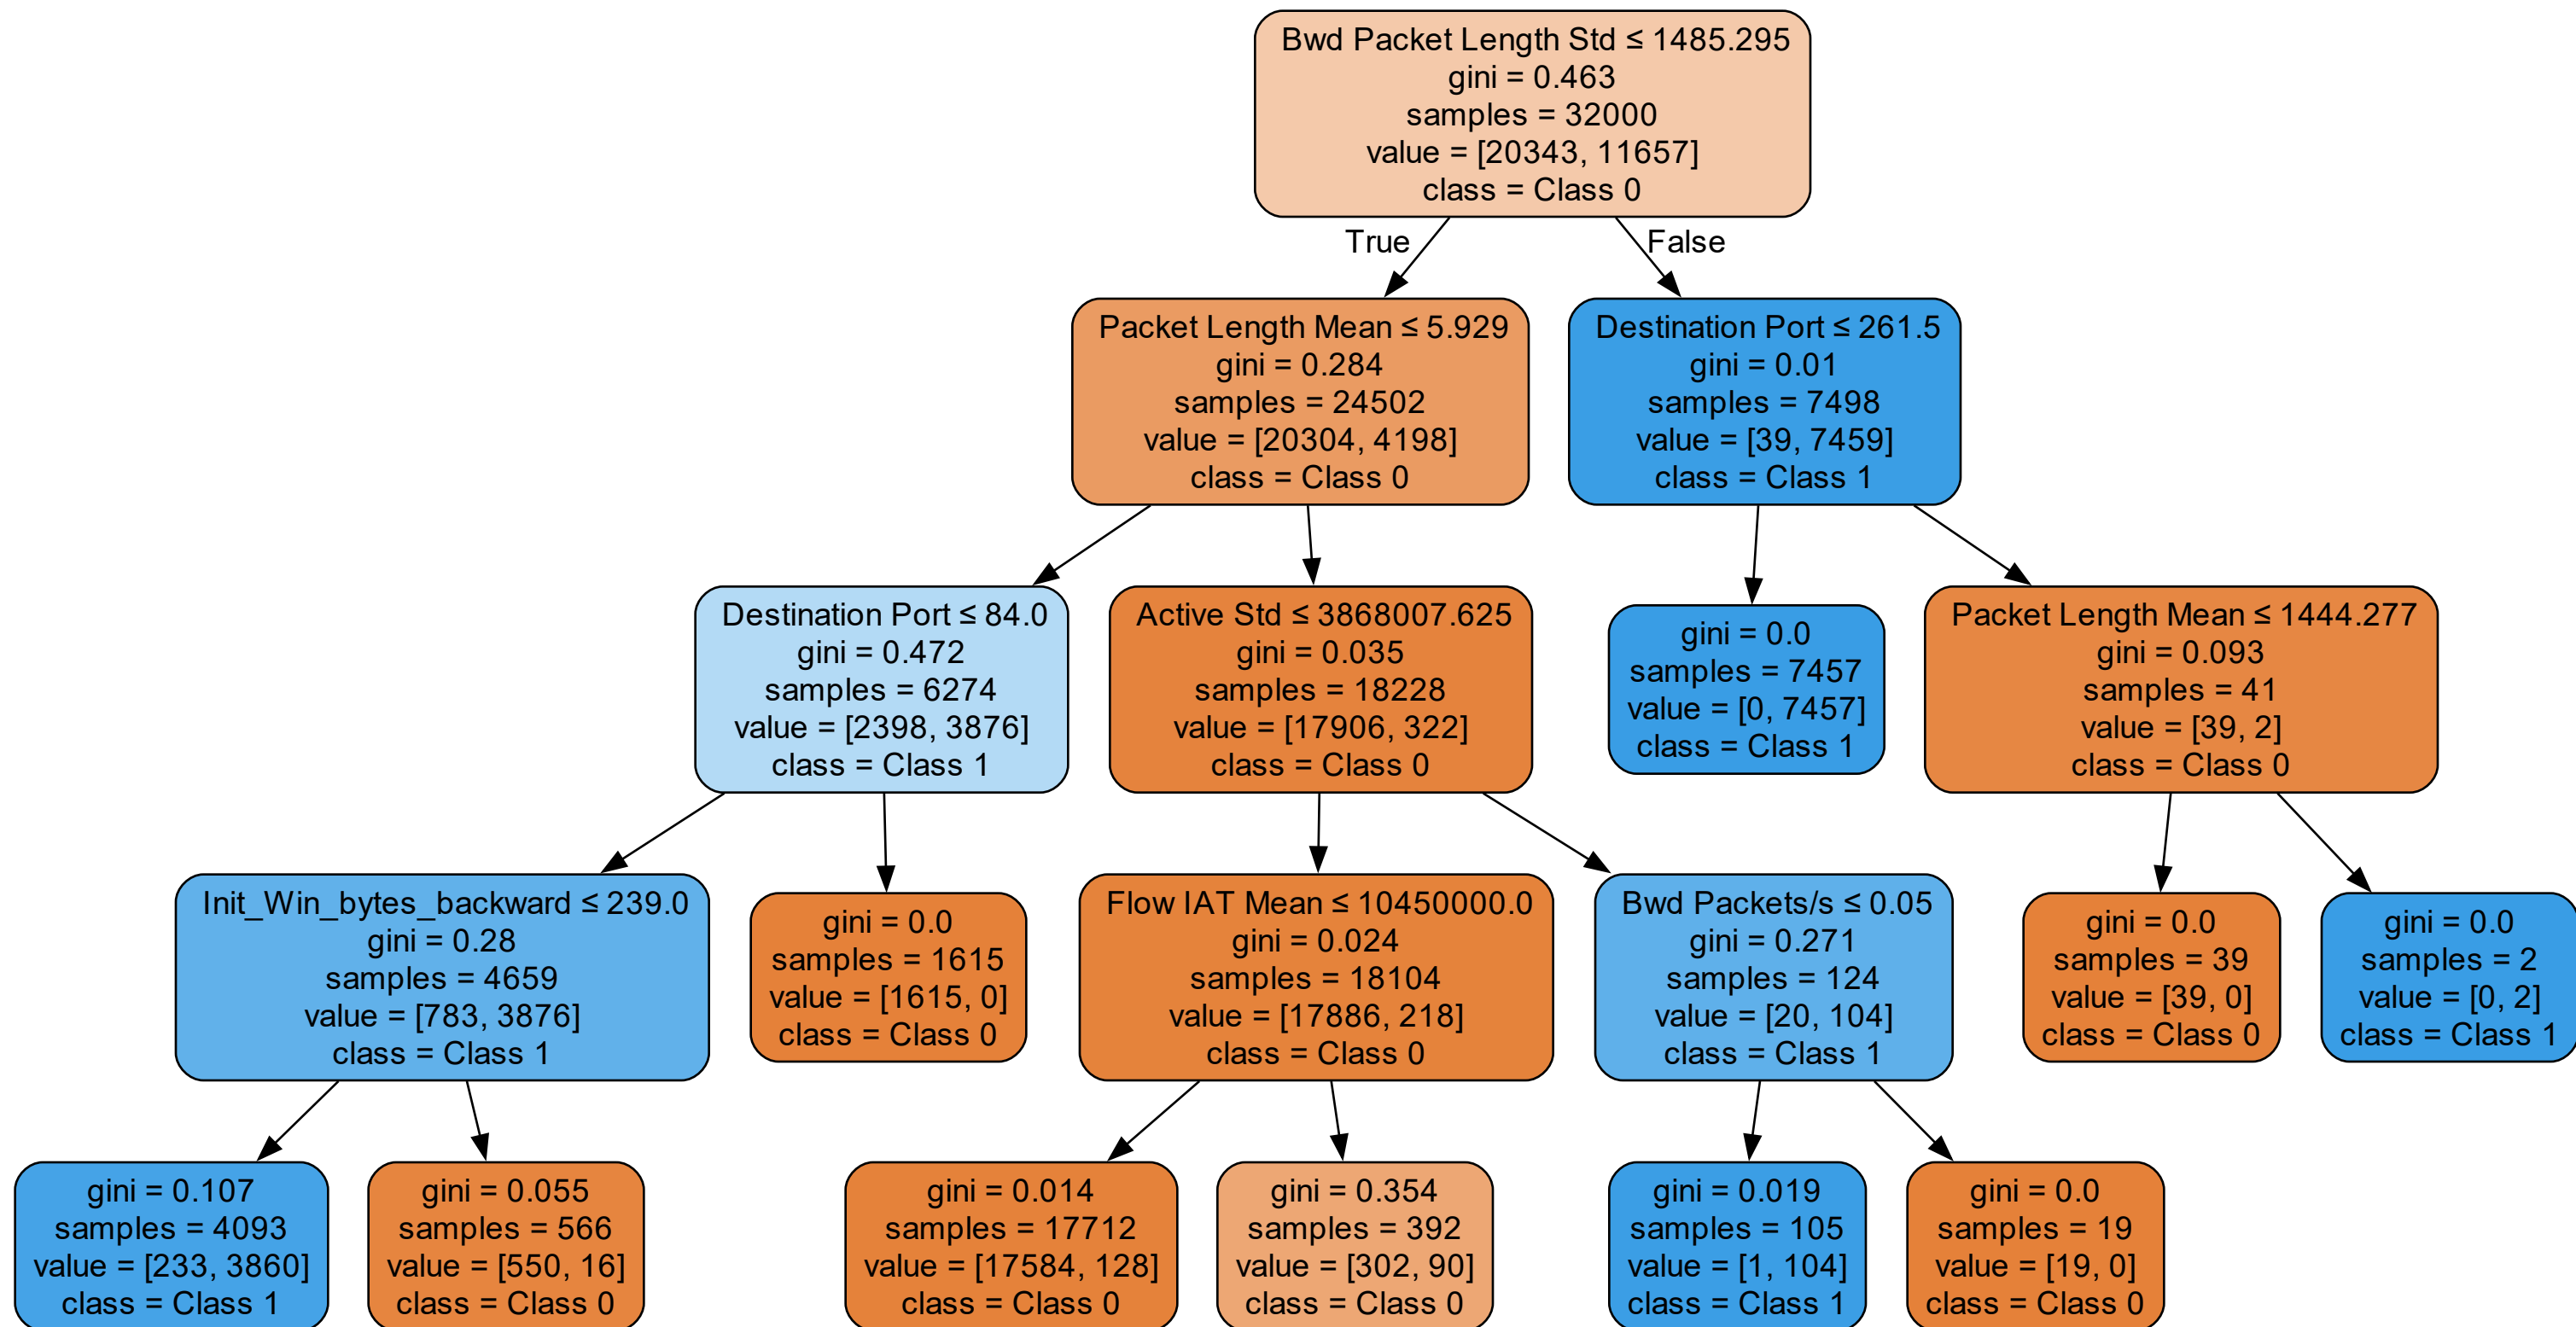 Bwd Packet Length Std ≤ 1485.295
gini = 0.463
samples = 32000
value = [20343, 11657]
class = Class 0
True
False
Packet Length Mean ≤ 5.929
gini = 0.284
samples = 24502
value = [20304, 4198]
class = Class 0
Destination Port ≤ 261.5
gini = 0.01
samples = 7498
value = [39, 7459]
class = Class 1
Destination Port ≤ 84.0
gini = 0.472
samples = 6274
value = [2398, 3876]
class = Class 1
Active Std ≤ 3868007.625
gini = 0.035
samples = 18228
value = [17906, 322]
class = Class 0
gini = 0.0
samples = 7457
value = [0, 7457]
class = Class 1
Packet Length Mean ≤ 1444.277
gini = 0.093
samples = 41
value = [39, 2]
class = Class 0
Init_Win_bytes_backward ≤ 239.0
gini = 0.28
samples = 4659
value = [783, 3876]
class = Class 1
gini = 0.0
samples = 1615
value = [1615, 0]
class = Class 0
Flow IAT Mean ≤ 10450000.0
gini = 0.024
samples = 18104
value = [17886, 218]
class = Class 0
Bwd Packets/s ≤ 0.05
gini = 0.271
samples = 124
value = [20, 104]
class = Class 1
gini = 0.0
samples = 39
value = [39, 0]
class = Class 0
gini = 0.0
samples = 2
value = [0, 2]
class = Class 1
gini = 0.107
samples = 4093
value = [233, 3860]
class = Class 1
gini = 0.055
samples = 566
value = [550, 16]
class = Class 0
gini = 0.014
samples = 17712
value = [17584, 128]
class = Class 0
gini = 0.354
samples = 392
value = [302, 90]
class = Class 0
gini = 0.019
samples = 105
value = [1, 104]
class = Class 1
gini = 0.0
samples = 19
value = [19, 0]
class = Class 0